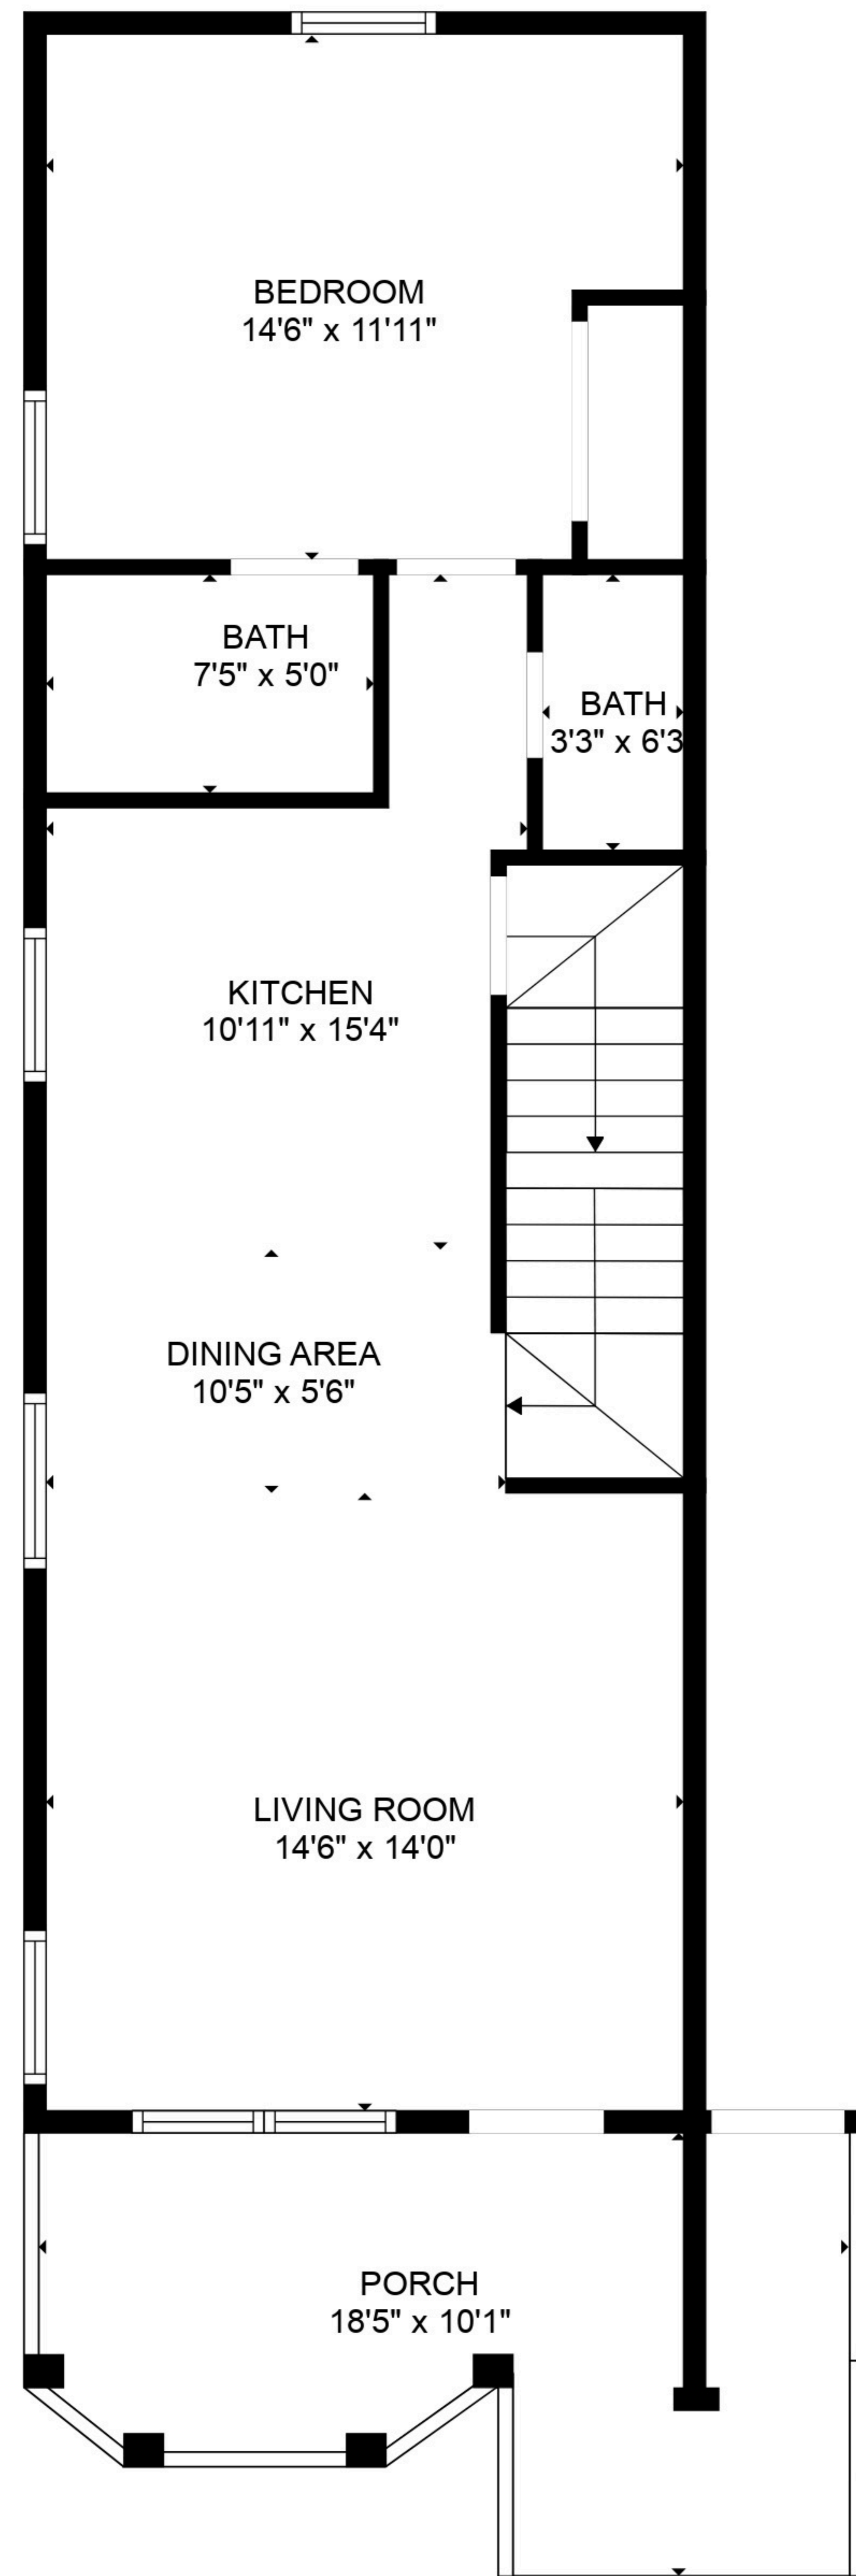 BEDROOM
14'6" x 11'11"
BATH
7'5" x 5'0"
BATH
3'3" x 6'3
KITCHEN
10'11" x 15'4"
DINING AREA
10'5" x 5'6"
LIVING ROOM
14'6" x 14'0"
PORCH
18'5" x 10'1"